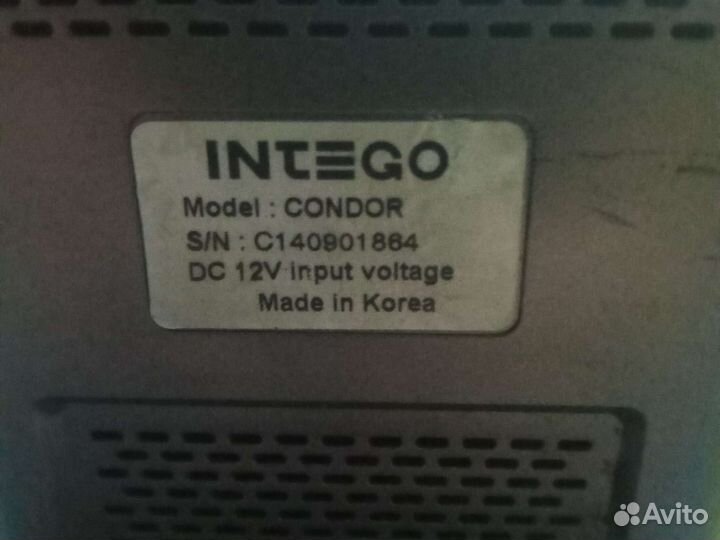 INTEGO
Model : CONDOR
S/N : C140901864
DC 12V input voltage
Made in Korea
Avito